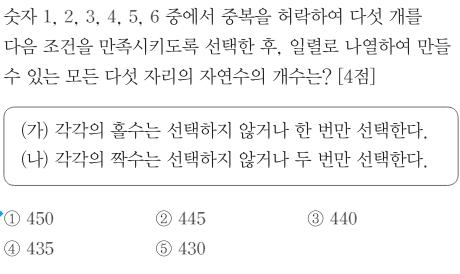 숫자 1, 2, 3, 4, 5, 6 중에서 중복을 허락하여 다섯 개를
다음 조건을 만족시키도록 선택한 후, 일렬로 나열하여 만들
수 있는 모든 다섯 자리의 자연수의 개수는? [4점]
(가) 각각의 홀수는 선택하지 않거나 한 번만 선택한다.
(나) 각각의 짝수는 선택하지 않거나 두 번만 선택한다.
① 450 ② 445 ③ 440
④ 435 ⑤ 430